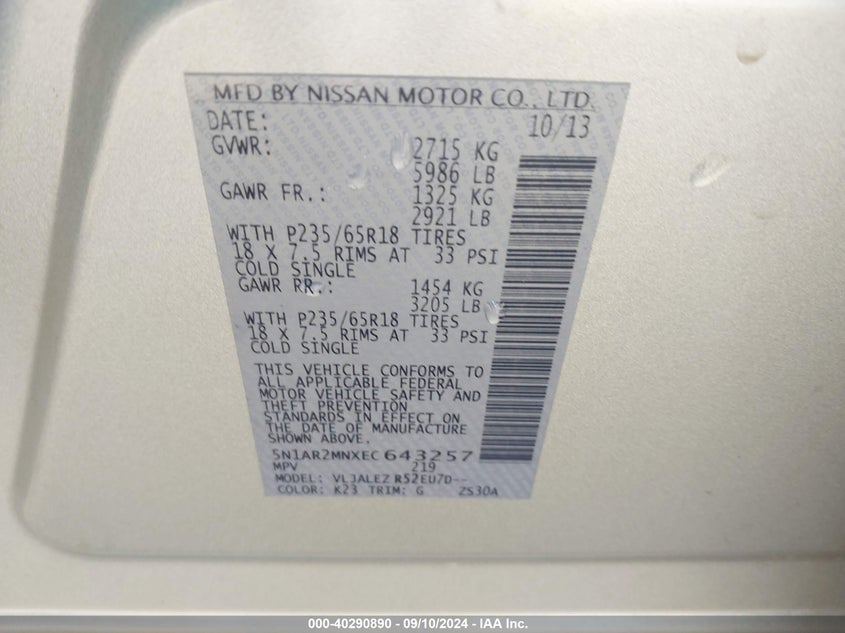 MFD BY NISSAN MOTOR CO., LTD.
DATE: 10/13
GVWR: 2715 KG
5986 LB
GAWR FR.: 1325 KG
2921 LB
WITH P235/65R18 TIRES
18 X 7.5 RIMS AT 33 PSI
COLD SINGLE
GAWR RR.: 1454 KG
3205 LB
WITH P235/65R18 TIRES
18 X 7.5 RIMS AT 33 PSI
COLD SINGLE
THIS VEHICLE CONFORMS TO
ALL APPLICABLE FEDERAL
MOTOR VEHICLE SAFETY AND
THEFT PREVENTION
STANDARDS IN EFFECT ON
THE DATE OF MANUFACTURE
SHOWN ABOVE.
5N1AR2MNXEC643257
MPV 219
MODEL: VLJALEZ R52EU7D--
COLOR: K23 TRIM: G ZS30A
000-40290890 - 09/10/2024 - IAA Inc.